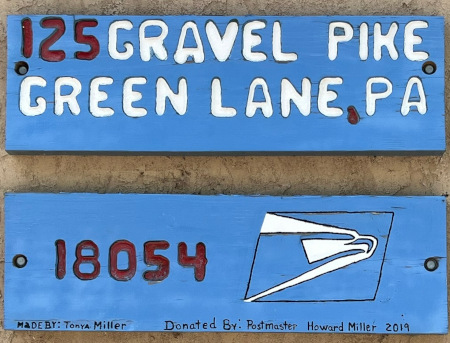 125 GRAVEL PIKE
GREEN LANE, PA
18054
MADE BY: Tonya Miller
Donated By: Postmaster Howard Miller 2019